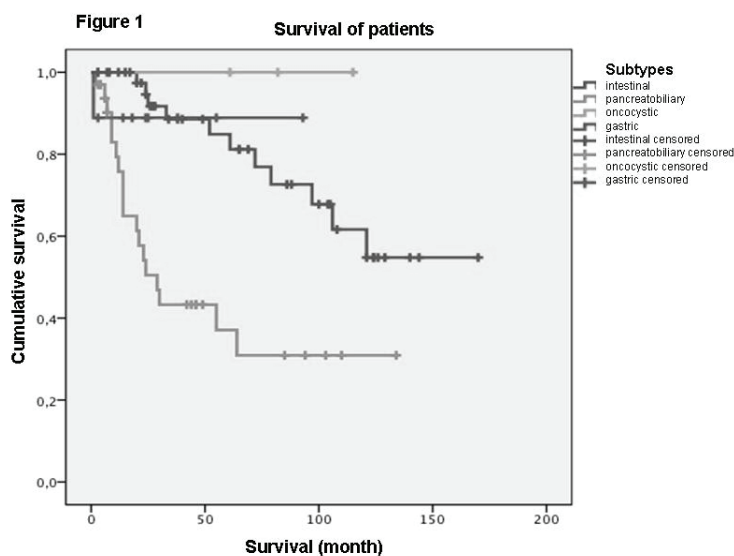 Figure 1
Survival of patients
Cumulative survival
1,0
0,8
0,6
0,4
0,2
0,0
0 50 100 150 200
Survival (month)
Subtypes
intestinal
pancreatobiliary
oncocystic
gastric
intestinal censored
pancreatobiliary censored
oncocystic censored
gastric censored